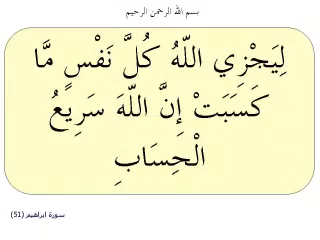 بسم الله الرحمن الرحيم
لِيَجْزِي اللّهُ كُلَّ نَفْسٍ مَّا
كَسَبَتْ إِنَّ اللّهَ سَرِيعُ
الْحِسَابِ
سورة ابراهيم (51)